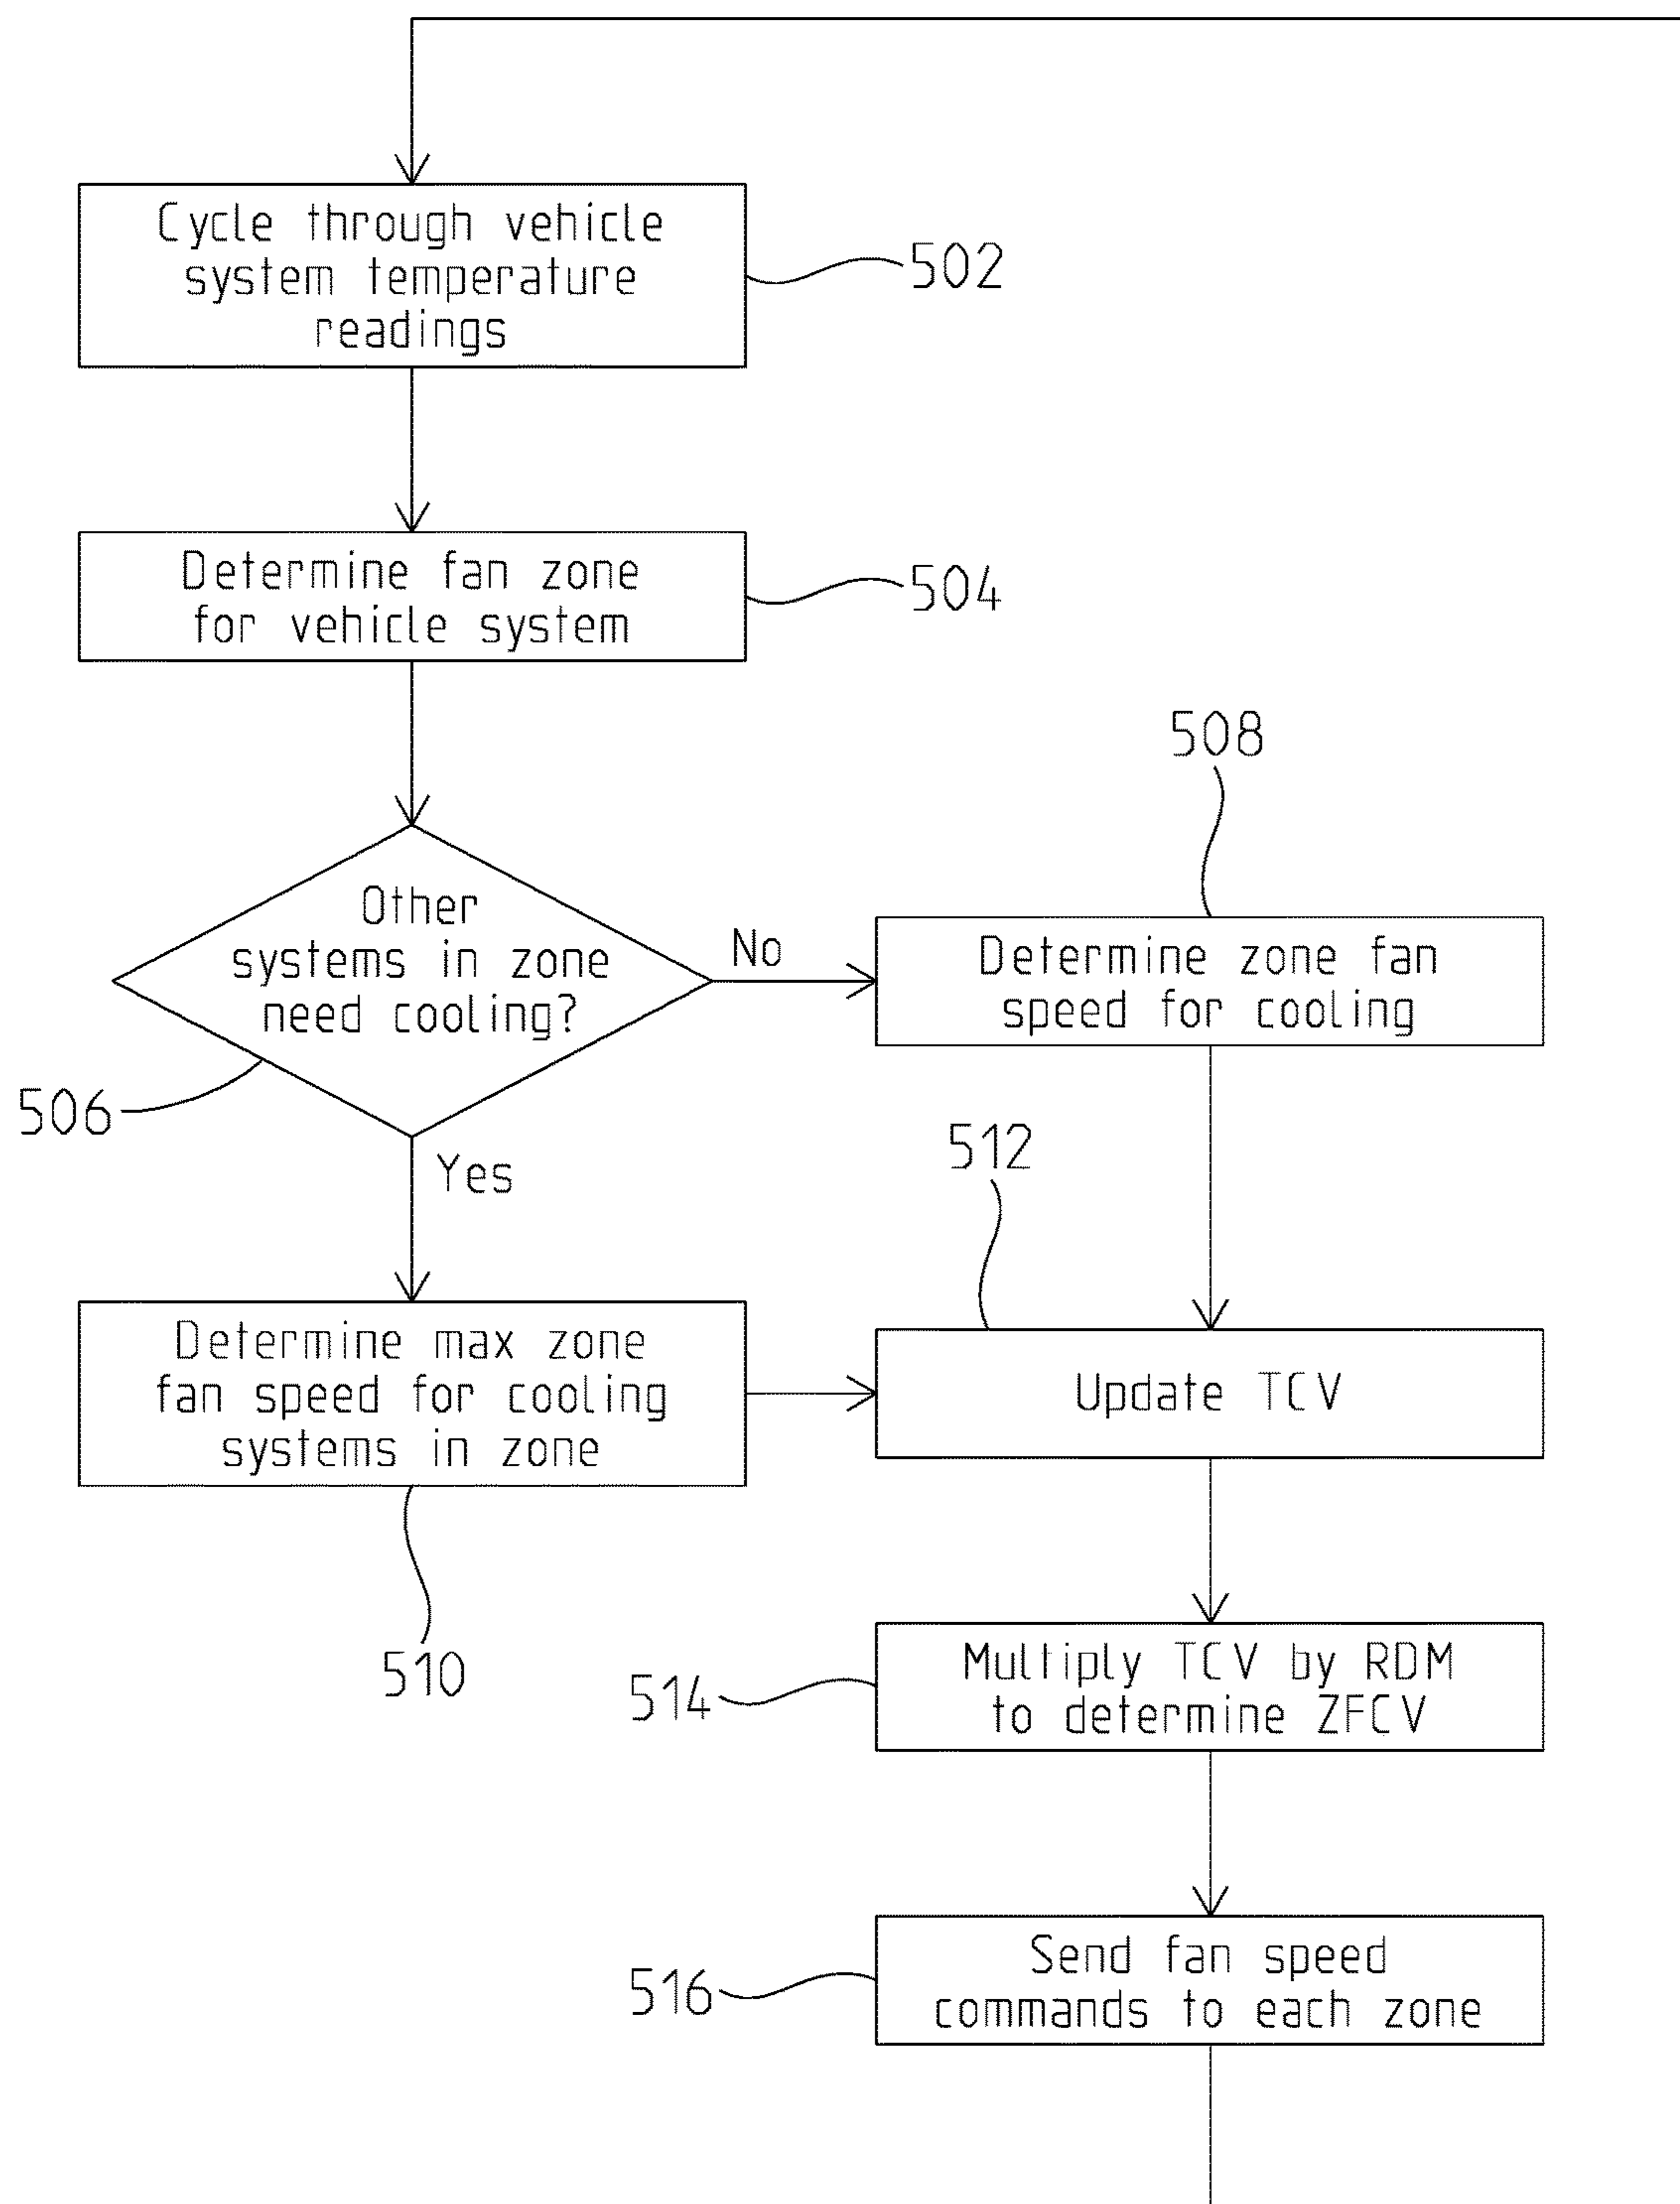 Cycle through vehicle
system temperature
readings
502
Determine fan zone
for vehicle system
504
Other
systems in zone
need cooling?
506
No
508
Determine zone fan
speed for cooling
Yes
510
Determine max zone
fan speed for cooling
systems in zone
512
Update TCV
514
Multiply TCV by RDM
to determine ZFCV
516
Send fan speed
commands to each zone